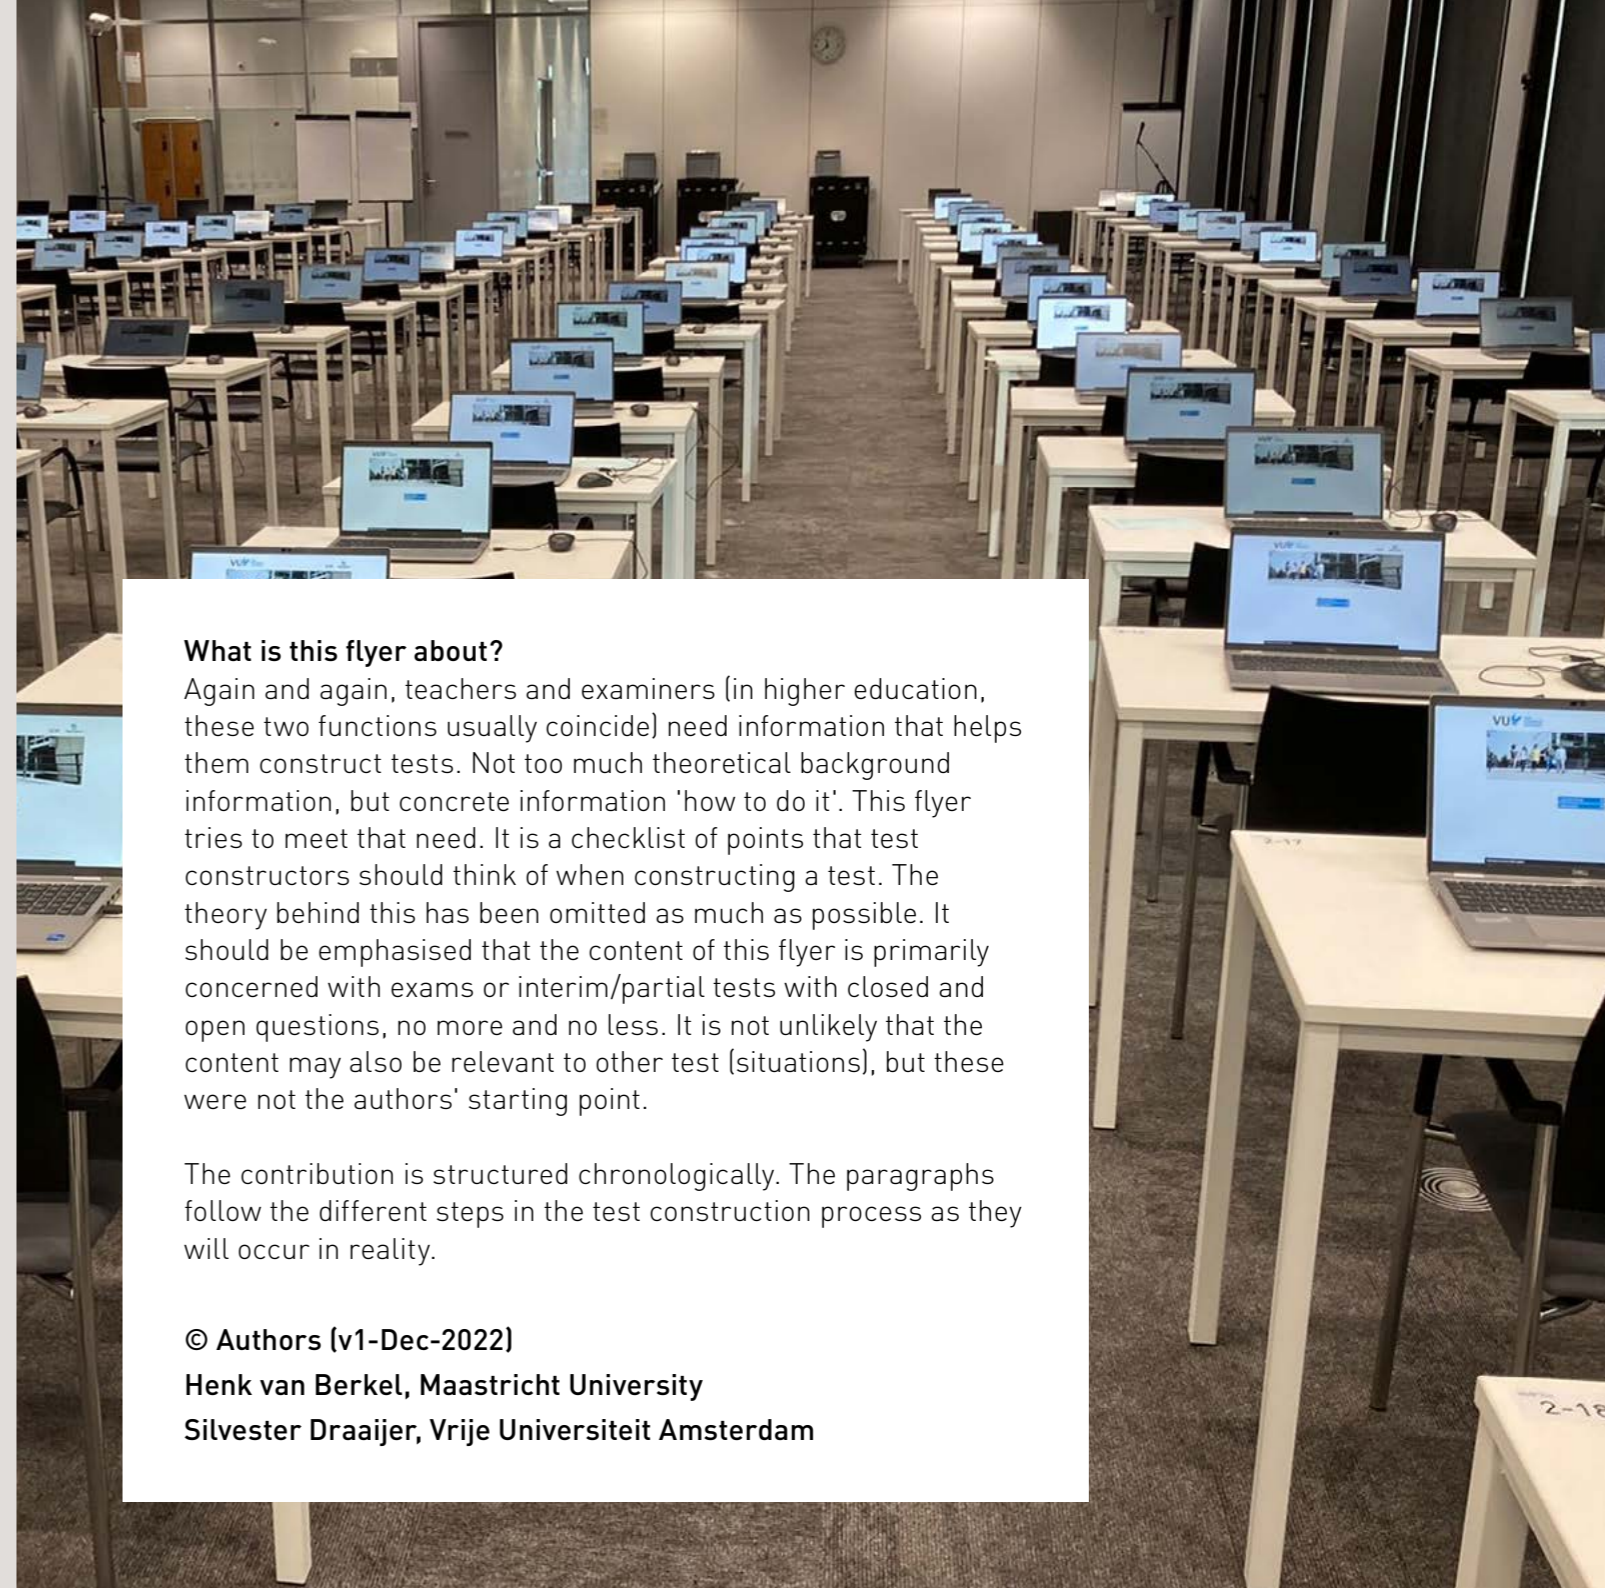 VU
VU
VU
2-17
2-18
What is this flyer about?
Again and again, teachers and examiners (in higher education,
these two functions usually coincide) need information that helps
them construct tests. Not too much theoretical background
information, but concrete information 'how to do it'. This flyer
tries to meet that need. It is a checklist of points that test
constructors should think of when constructing a test. The
theory behind this has been omitted as much as possible. It
should be emphasised that the content of this flyer is primarily
concerned with exams or interim/partial tests with closed and
open questions, no more and no less. It is not unlikely that the
content may also be relevant to other test (situations), but these
were not the authors' starting point.
The contribution is structured chronologically. The paragraphs
follow the different steps in the test construction process as they
will occur in reality.
© Authors (v1-Dec-2022)
Henk van Berkel, Maastricht University
Silvester Draaijer, Vrije Universiteit Amsterdam